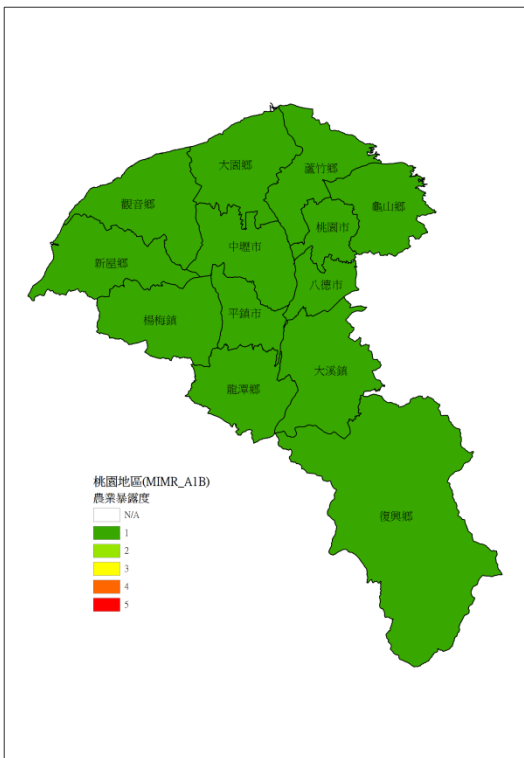 大園鄉
蘆竹鄉
龜山鄉
觀音鄉
桃園市
中壢市
新屋鄉
八德市
平鎮市
楊梅鎮
大溪鎮
龍潭鄉
復興鄉
桃園地區(MIMR_A1B)
農業暴露度
N/A
1
2
3
4
5